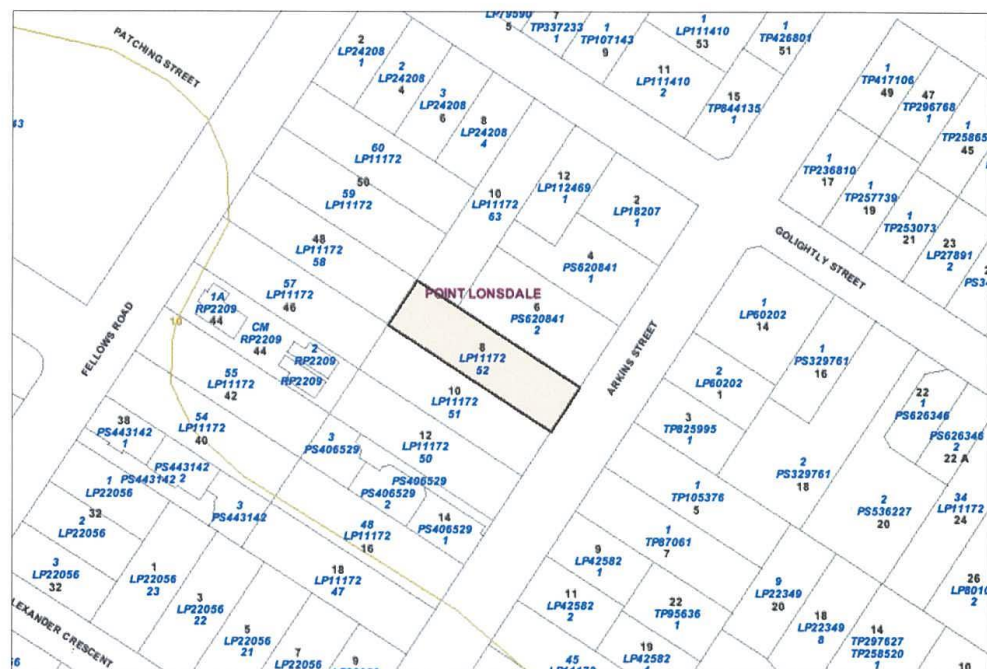 PATCHING STREET
2
LP24208
1
2
LP24208
4
3
LP24208
6
8
LP24208
4
LP79590
5
7
TP337233
1
1
TP107143
9
1
LP111410
53
1
TP426801
51
11
LP111410
2
15
TP844135
1
1
TP417106
49
47
TP296768
1
1
45
1
TP236810
17
1
TP257739
19
1
TP253073
21
23
LP27891
2
43
60
LP11172
50
59
LP11172
48
LP11172
58
10
LP11172
63
12
LP112469
1
2
LP18207
1
4
PS620841
1
6
PS620841
2
GOLIGHTLY STREET
POINT LONSDALE
57
LP11172
46
1A
RP2209
44
CM
RP2209
44
2
RP2209
RP2209
10
FELLOWS ROAD
8
LP11172
52
ARKINS STREET
1
LP60202
14
1
PS329761
16
2
LP60202
1
3
TP825995
1
55
LP11172
42
54
LP11172
40
10
LP11172
51
12
LP11172
50
3
PS406529
PS406529
PS406529
2
14
PS406529
1
38
PS443142
1
PS443142
2
PS443142
3
PS443142
1
LP22056
32
2
LP22056
3
LP22056
32
48
LP11172
16
18
LP11172
47
22
1
PS626346
PS626346
2
22 A
2
PS329761
18
2
PS536227
20
34
LP11172
24
1
TP105376
5
1
TP87061
7
9
LP42582
1
11
LP42582
2
22
TP95636
1
19
LP42582
1
9
LP22349
20
18
LP22349
8
14
TP297627
TP258520
26
2
10
1
LP22056
23
3
LP22056
22
5
LP22056
21
7
LP22056
9
45
LEXANDER CRESCENT